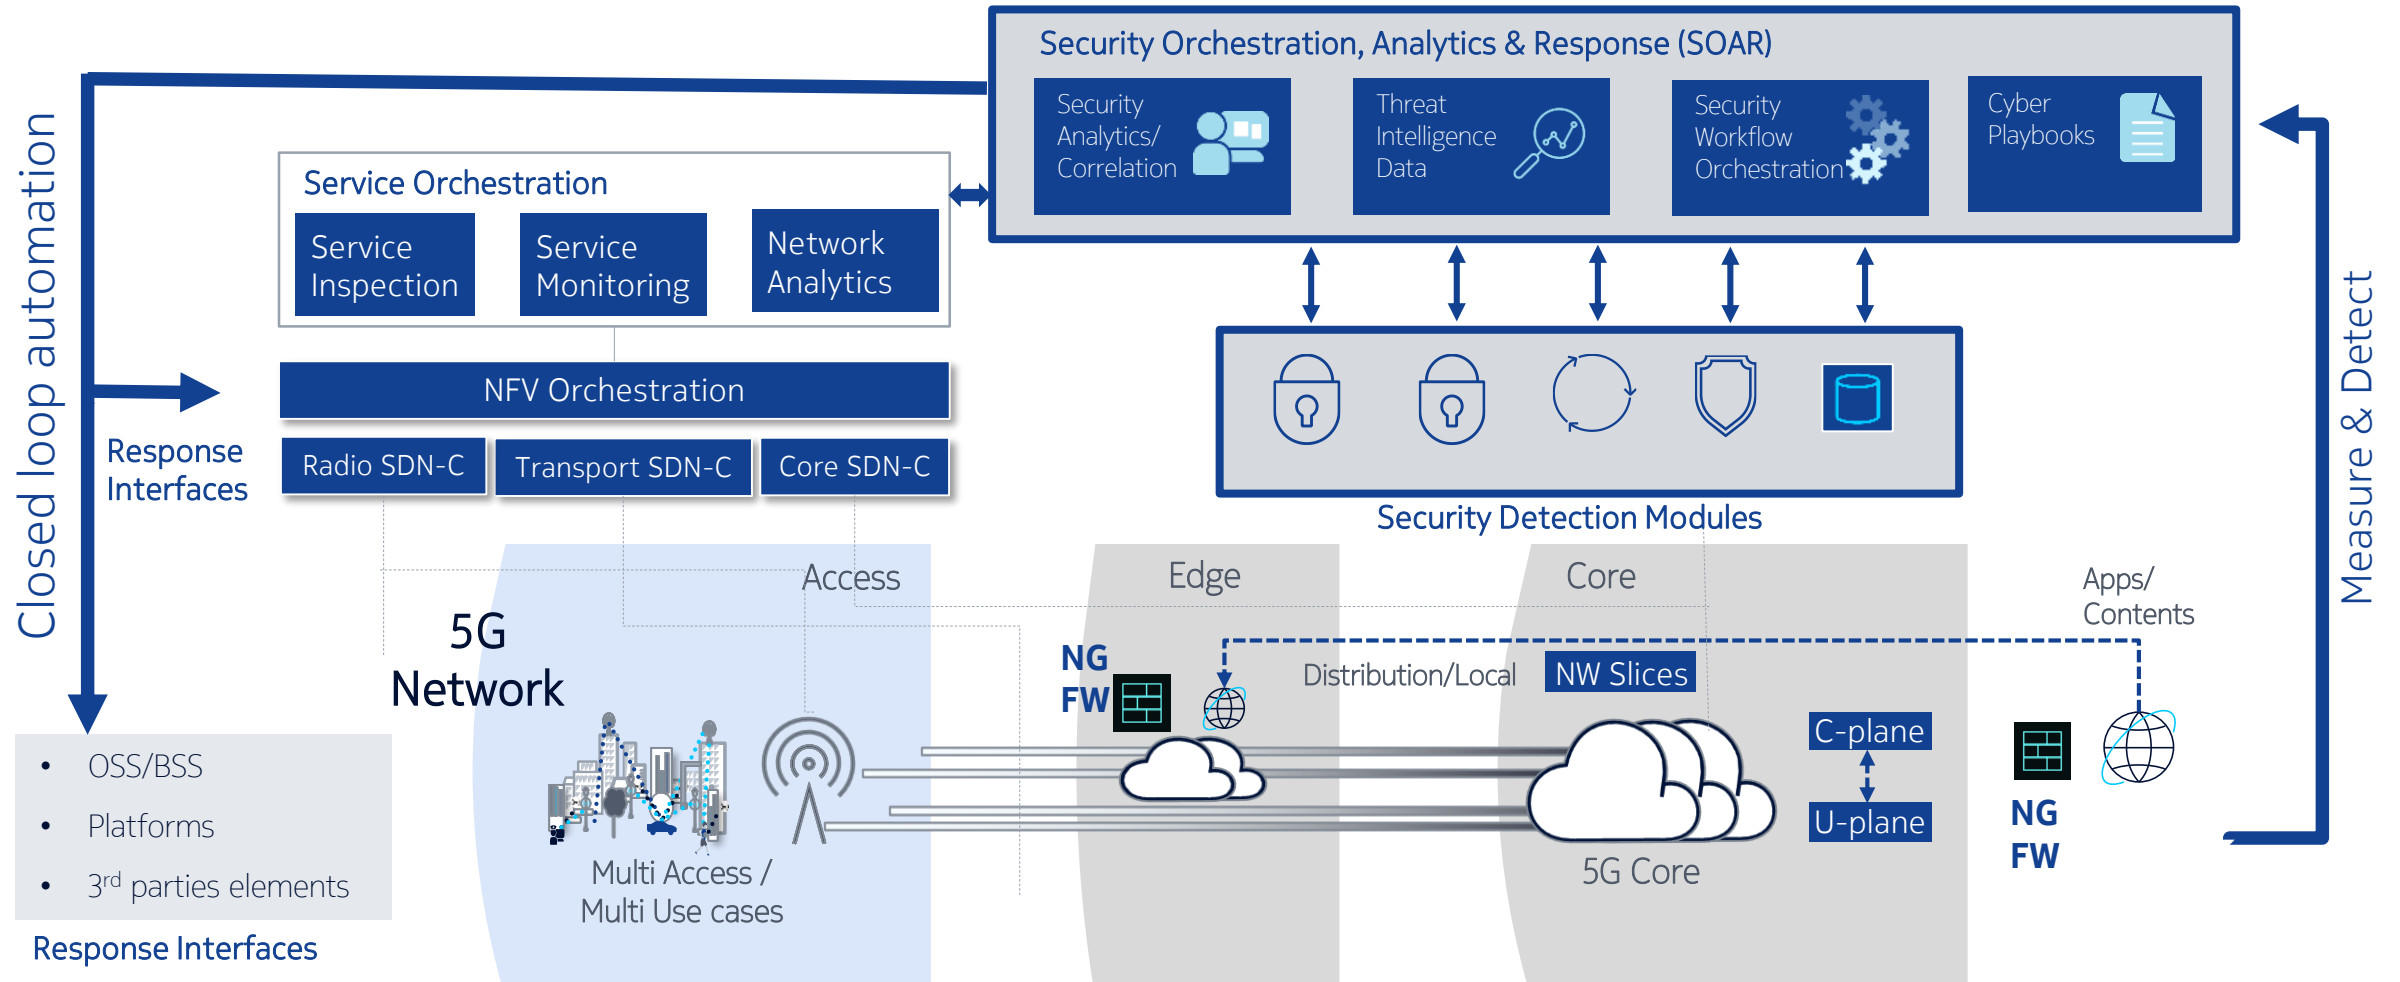 Security Orchestration, Analytics & Response (SOAR)
Security
Analytics/
Correlation
Threat
Intelligence
Data
Security
Workflow
Orchestration
Cyber
Playbooks
Closed loop automation
Service Orchestration
Service
Inspection
Service
Monitoring
Network
Analytics
NFV Orchestration
Radio SDN-C
Transport SDN-C
Core SDN-C
Response
Interfaces
Security Detection Modules
Measure & Detect
Access
Edge
Core
Apps/
Contents
5G
Network
NG
FW
Distribution/Local
NW Slices
C-plane
U-plane
NG
FW
Multi Access /
Multi Use cases
5G Core
• OSS/BSS
• Platforms
• 3rd parties elements
Response Interfaces